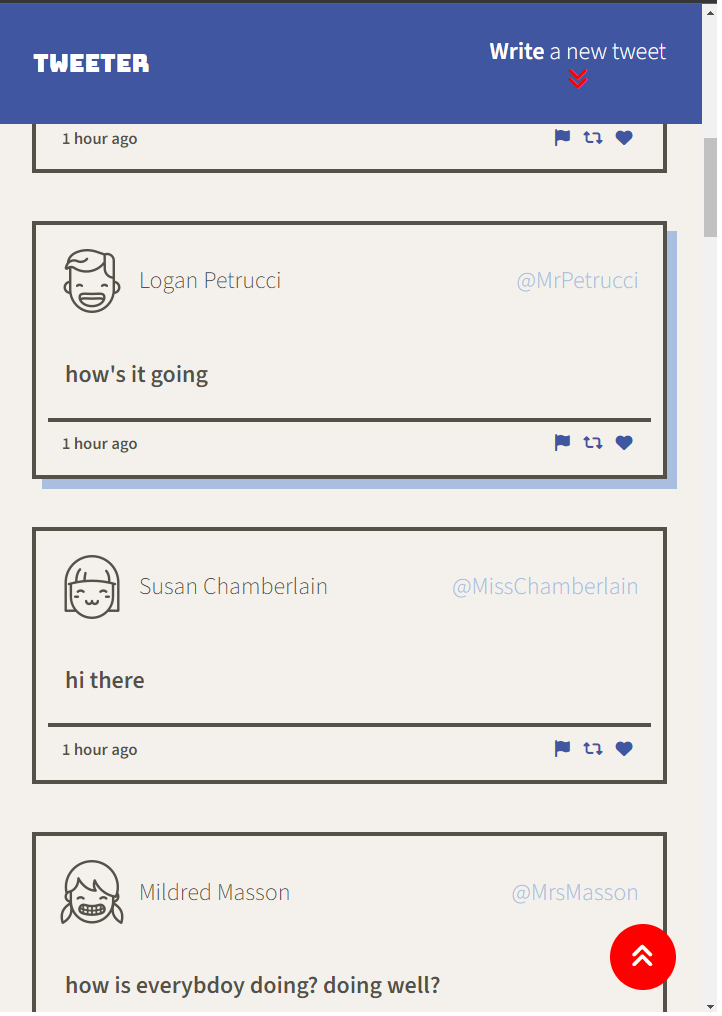 TWEETER
Write a new tweet
1 hour ago
Logan Petrucci
@MrPetrucci
how's it going
1 hour ago
Susan Chamberlain
@MissChamberlain
hi there
1 hour ago
Mildred Masson
@MrsMasson
how is everybdoy doing? doing well?